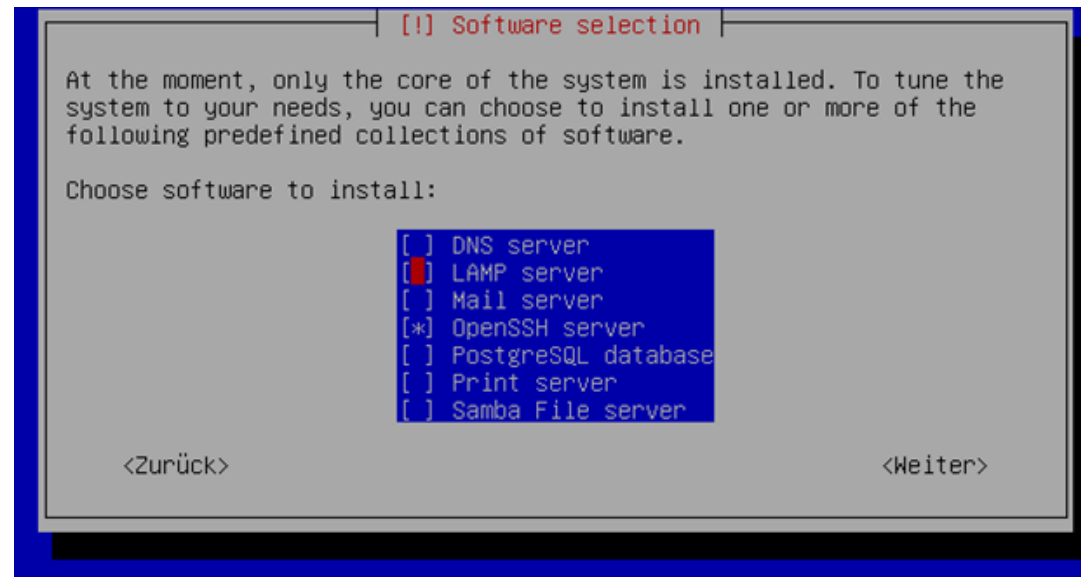 [!] Software selection
At the moment, only the core of the system is installed. To tune the
system to your needs, you can choose to install one or more of the
following predefined collections of software.
Choose software to install:
[ ] DNS server
[ ] LAMP server
[ ] Mail server
[*] OpenSSH server
[ ] PostgreSQL database
[ ] Print server
[ ] Samba File server
<Zurück> <Weiter>